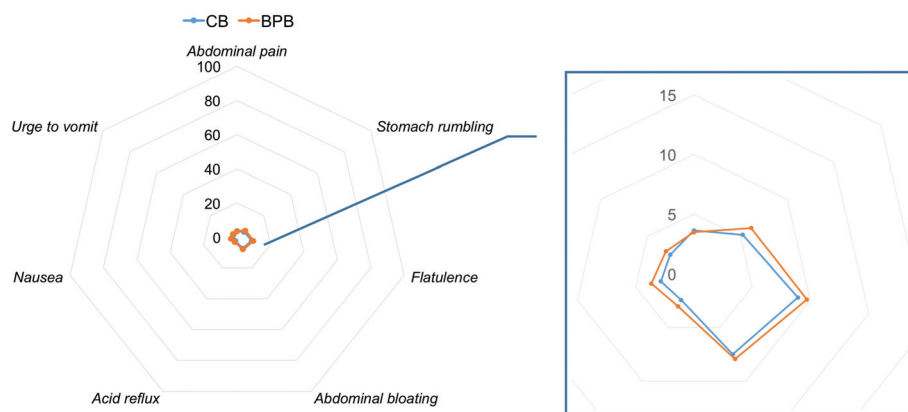 CB BPB
Abdominal pain
100
80
60
40
20
0
Urge to vomit
Stomach rumbling
Nausea
Flatulence
Acid reflux
Abdominal bloating
15
10
5
0